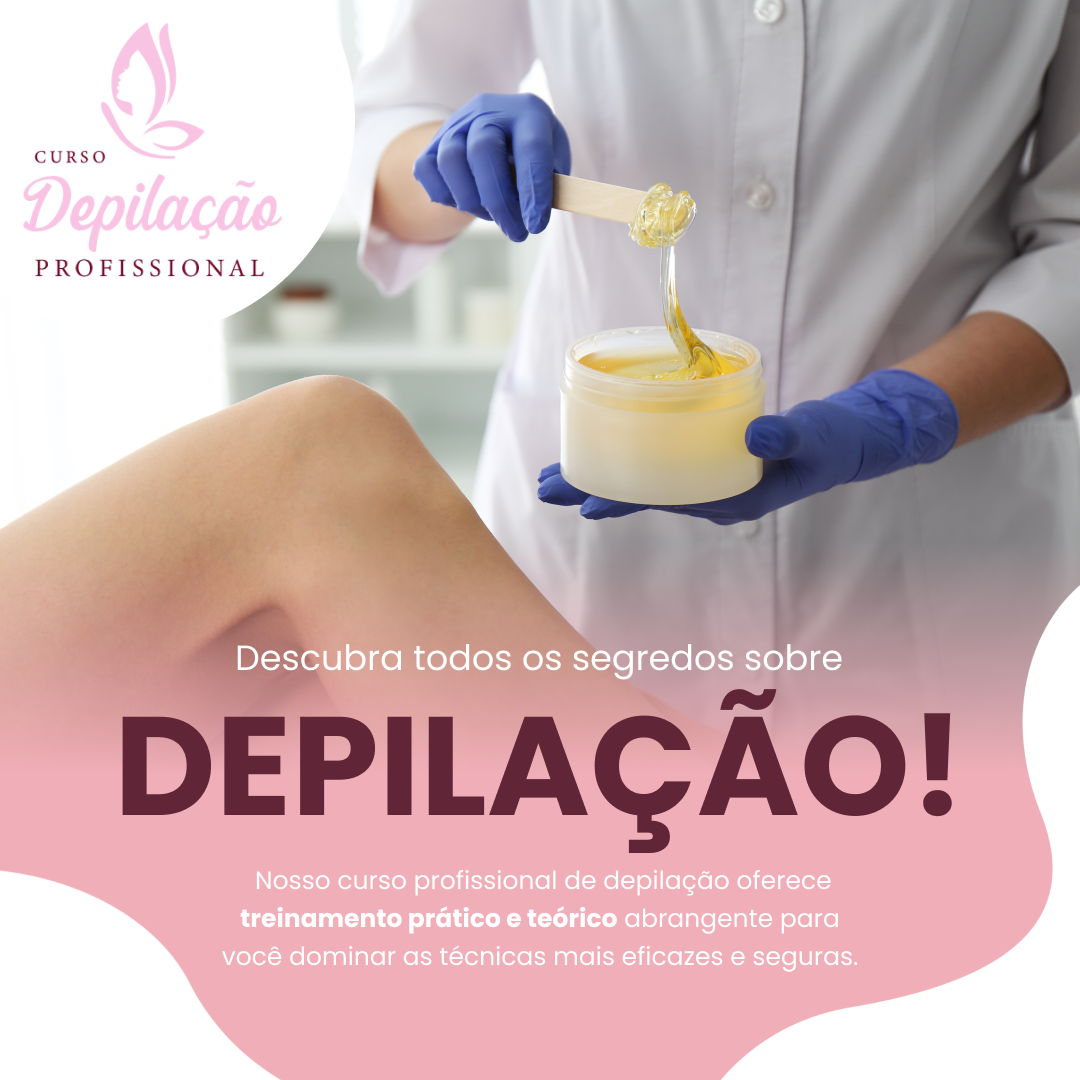 CURSO
Depilação
PROFISSIONAL
Descubra todos os segredos sobre
DEPILAÇÃO!
Nosso curso profissional de depilação oferece
treinamento prático e teórico abrangente para
você dominar as técnicas mais eficazes e seguras.